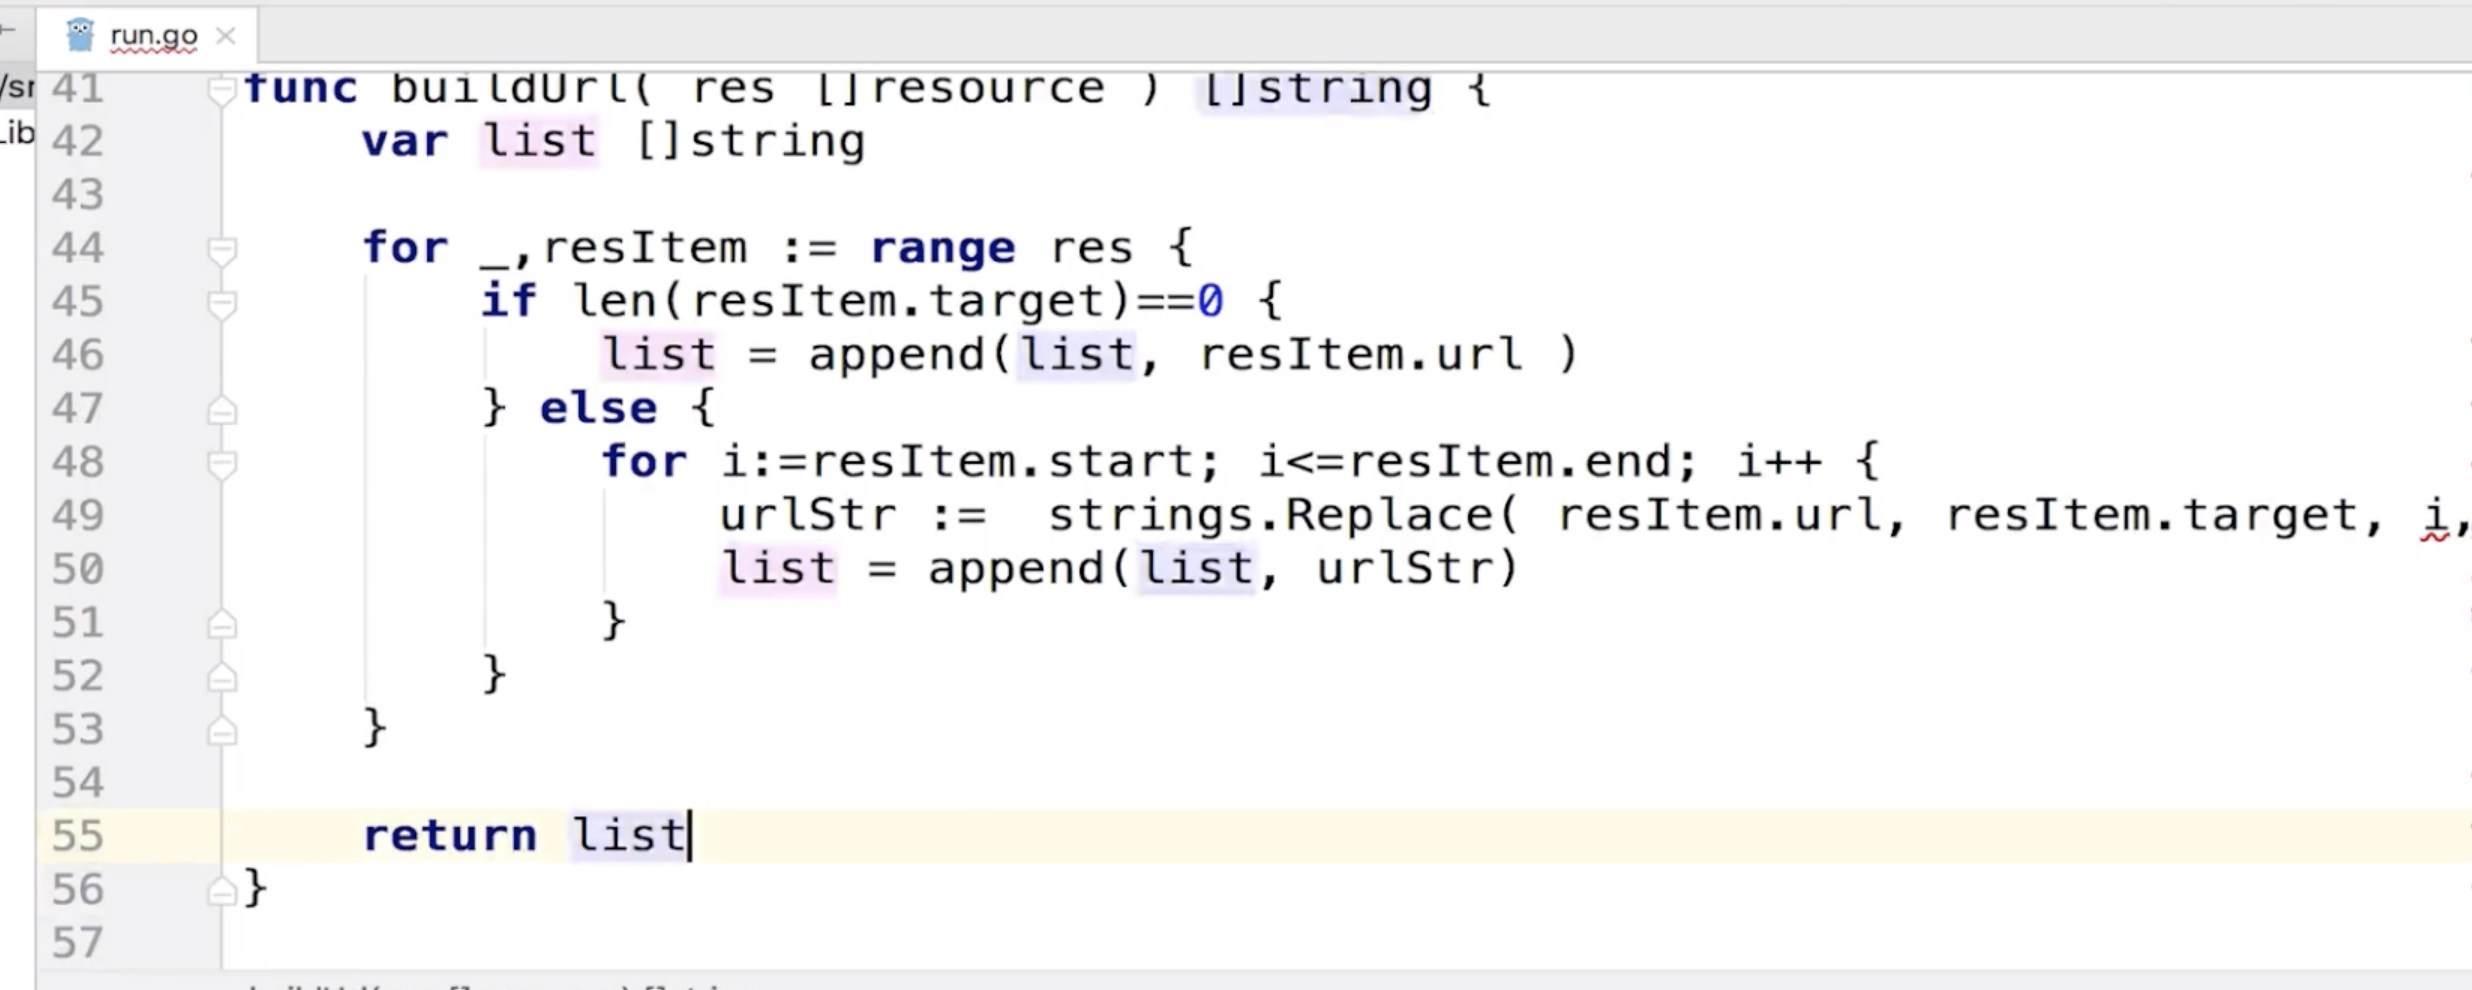 run.go
/sr
Lib
41 func buildUrl( res []resource ) []string {
42 var list []string
43
44 for _,resItem := range res {
45 if len(resItem.target)==0 {
46 list = append(list, resItem.url )
47 } else {
48 for i:=resItem.start; i<=resItem.end; i++ {
49 urlStr := strings.Replace( resItem.url, resItem.target, i,
50 list = append(list, urlStr)
51 }
52 }
53 }
54
55 return list
56 }
57